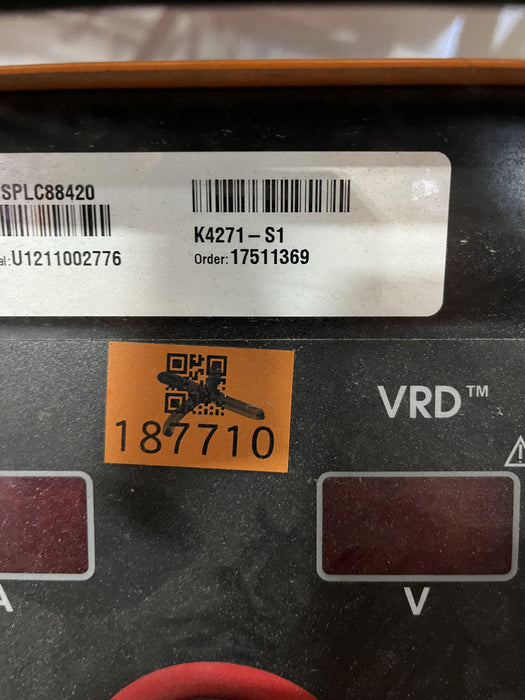 SPLC88420
K4271-S1
al:U1211002776
Order:17511369
VRD™
187710
A
V